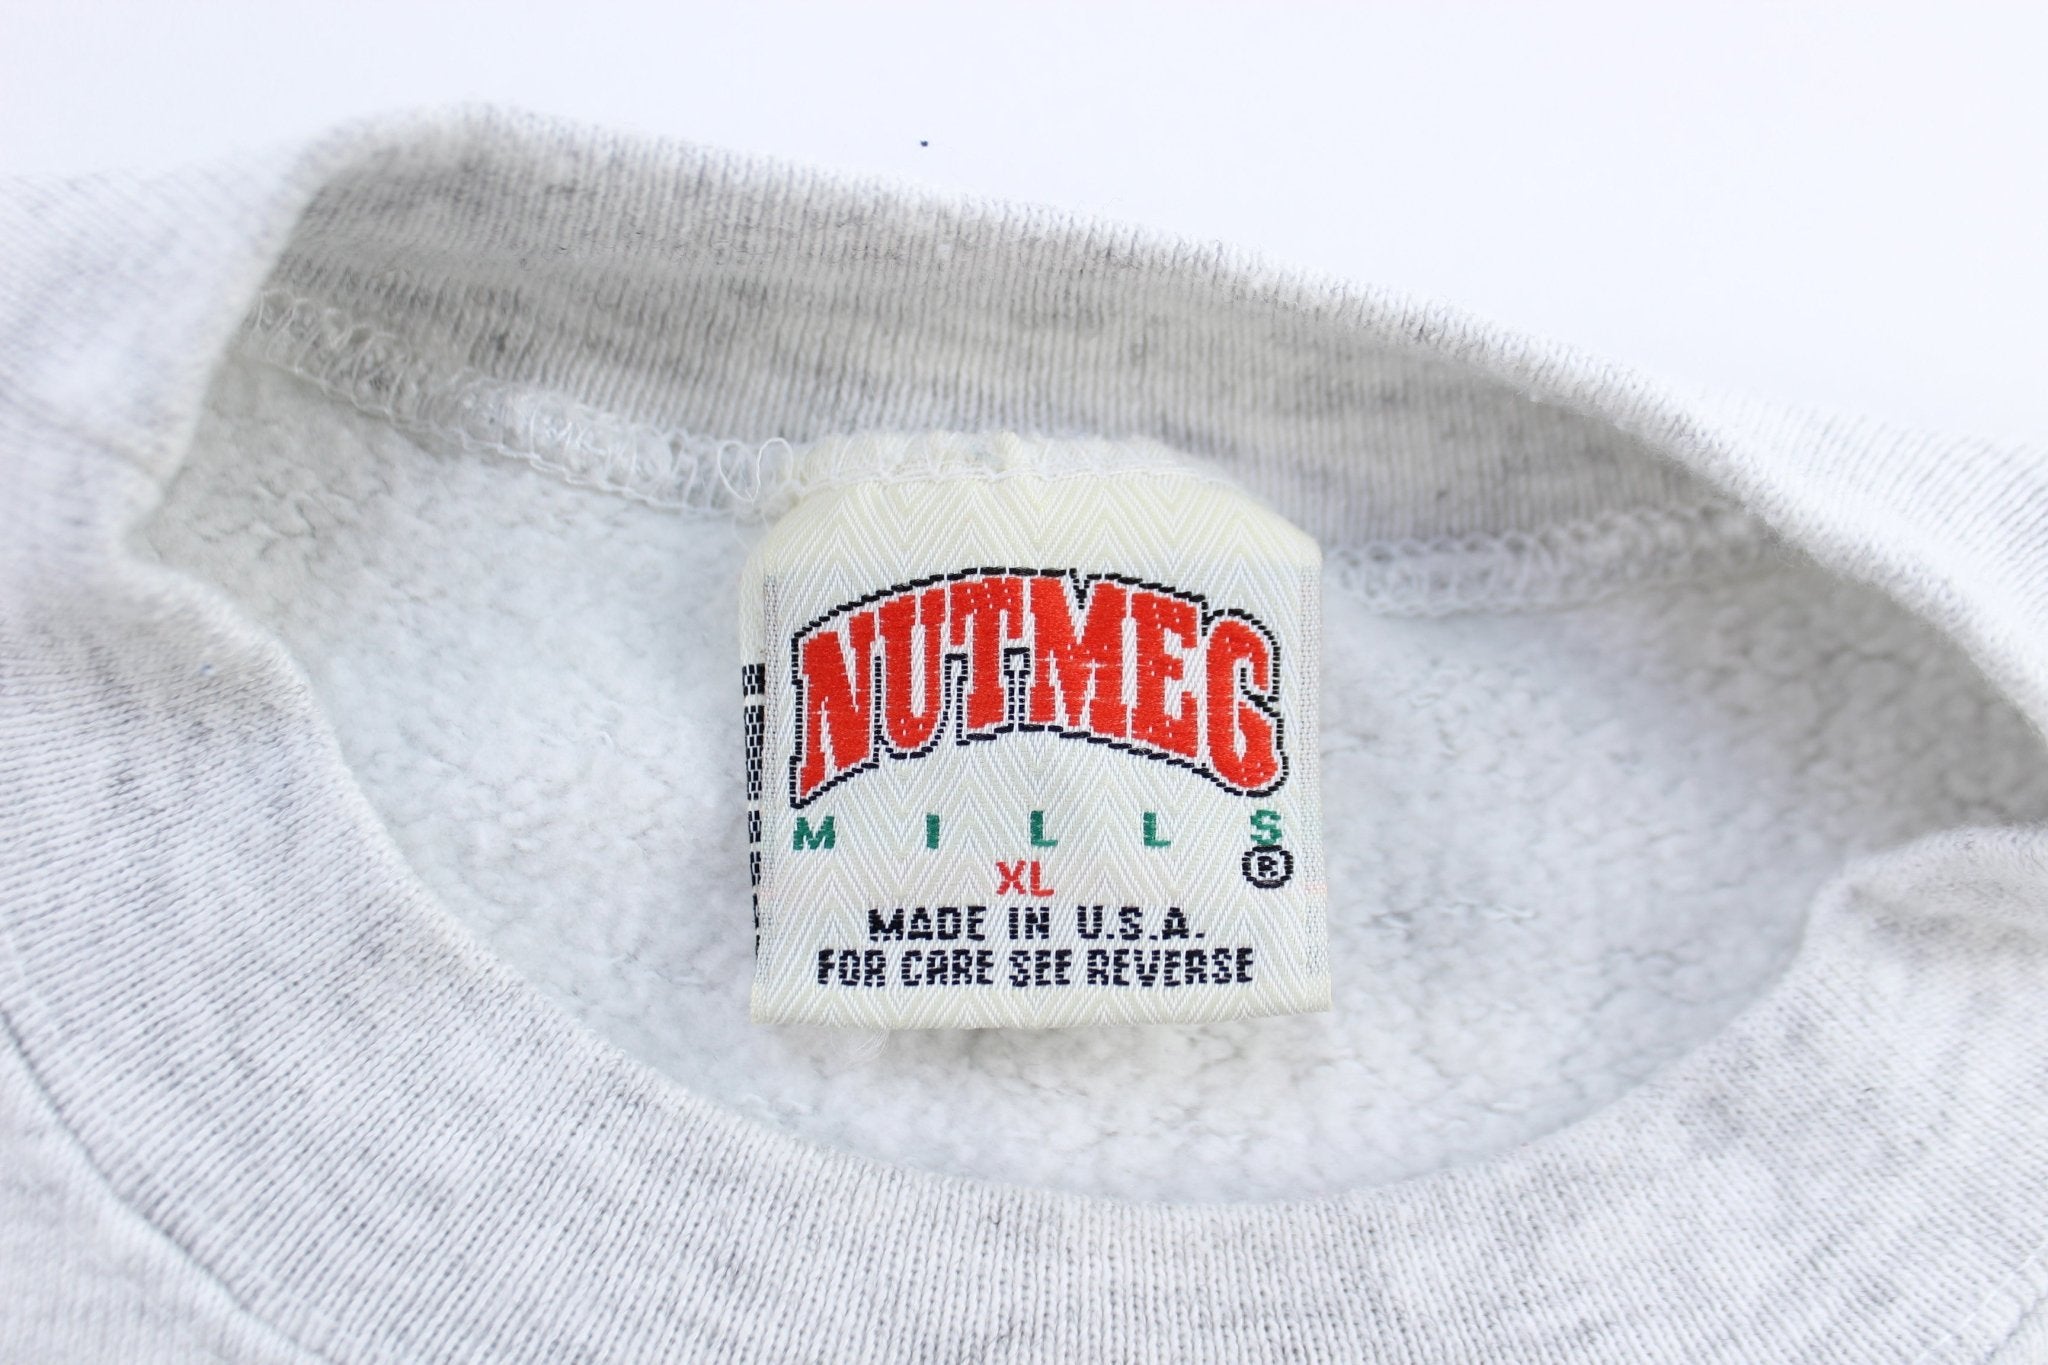 NUTMEG
MILLS®
XL
MADE IN U.S.A.
FOR CARE SEE REVERSE